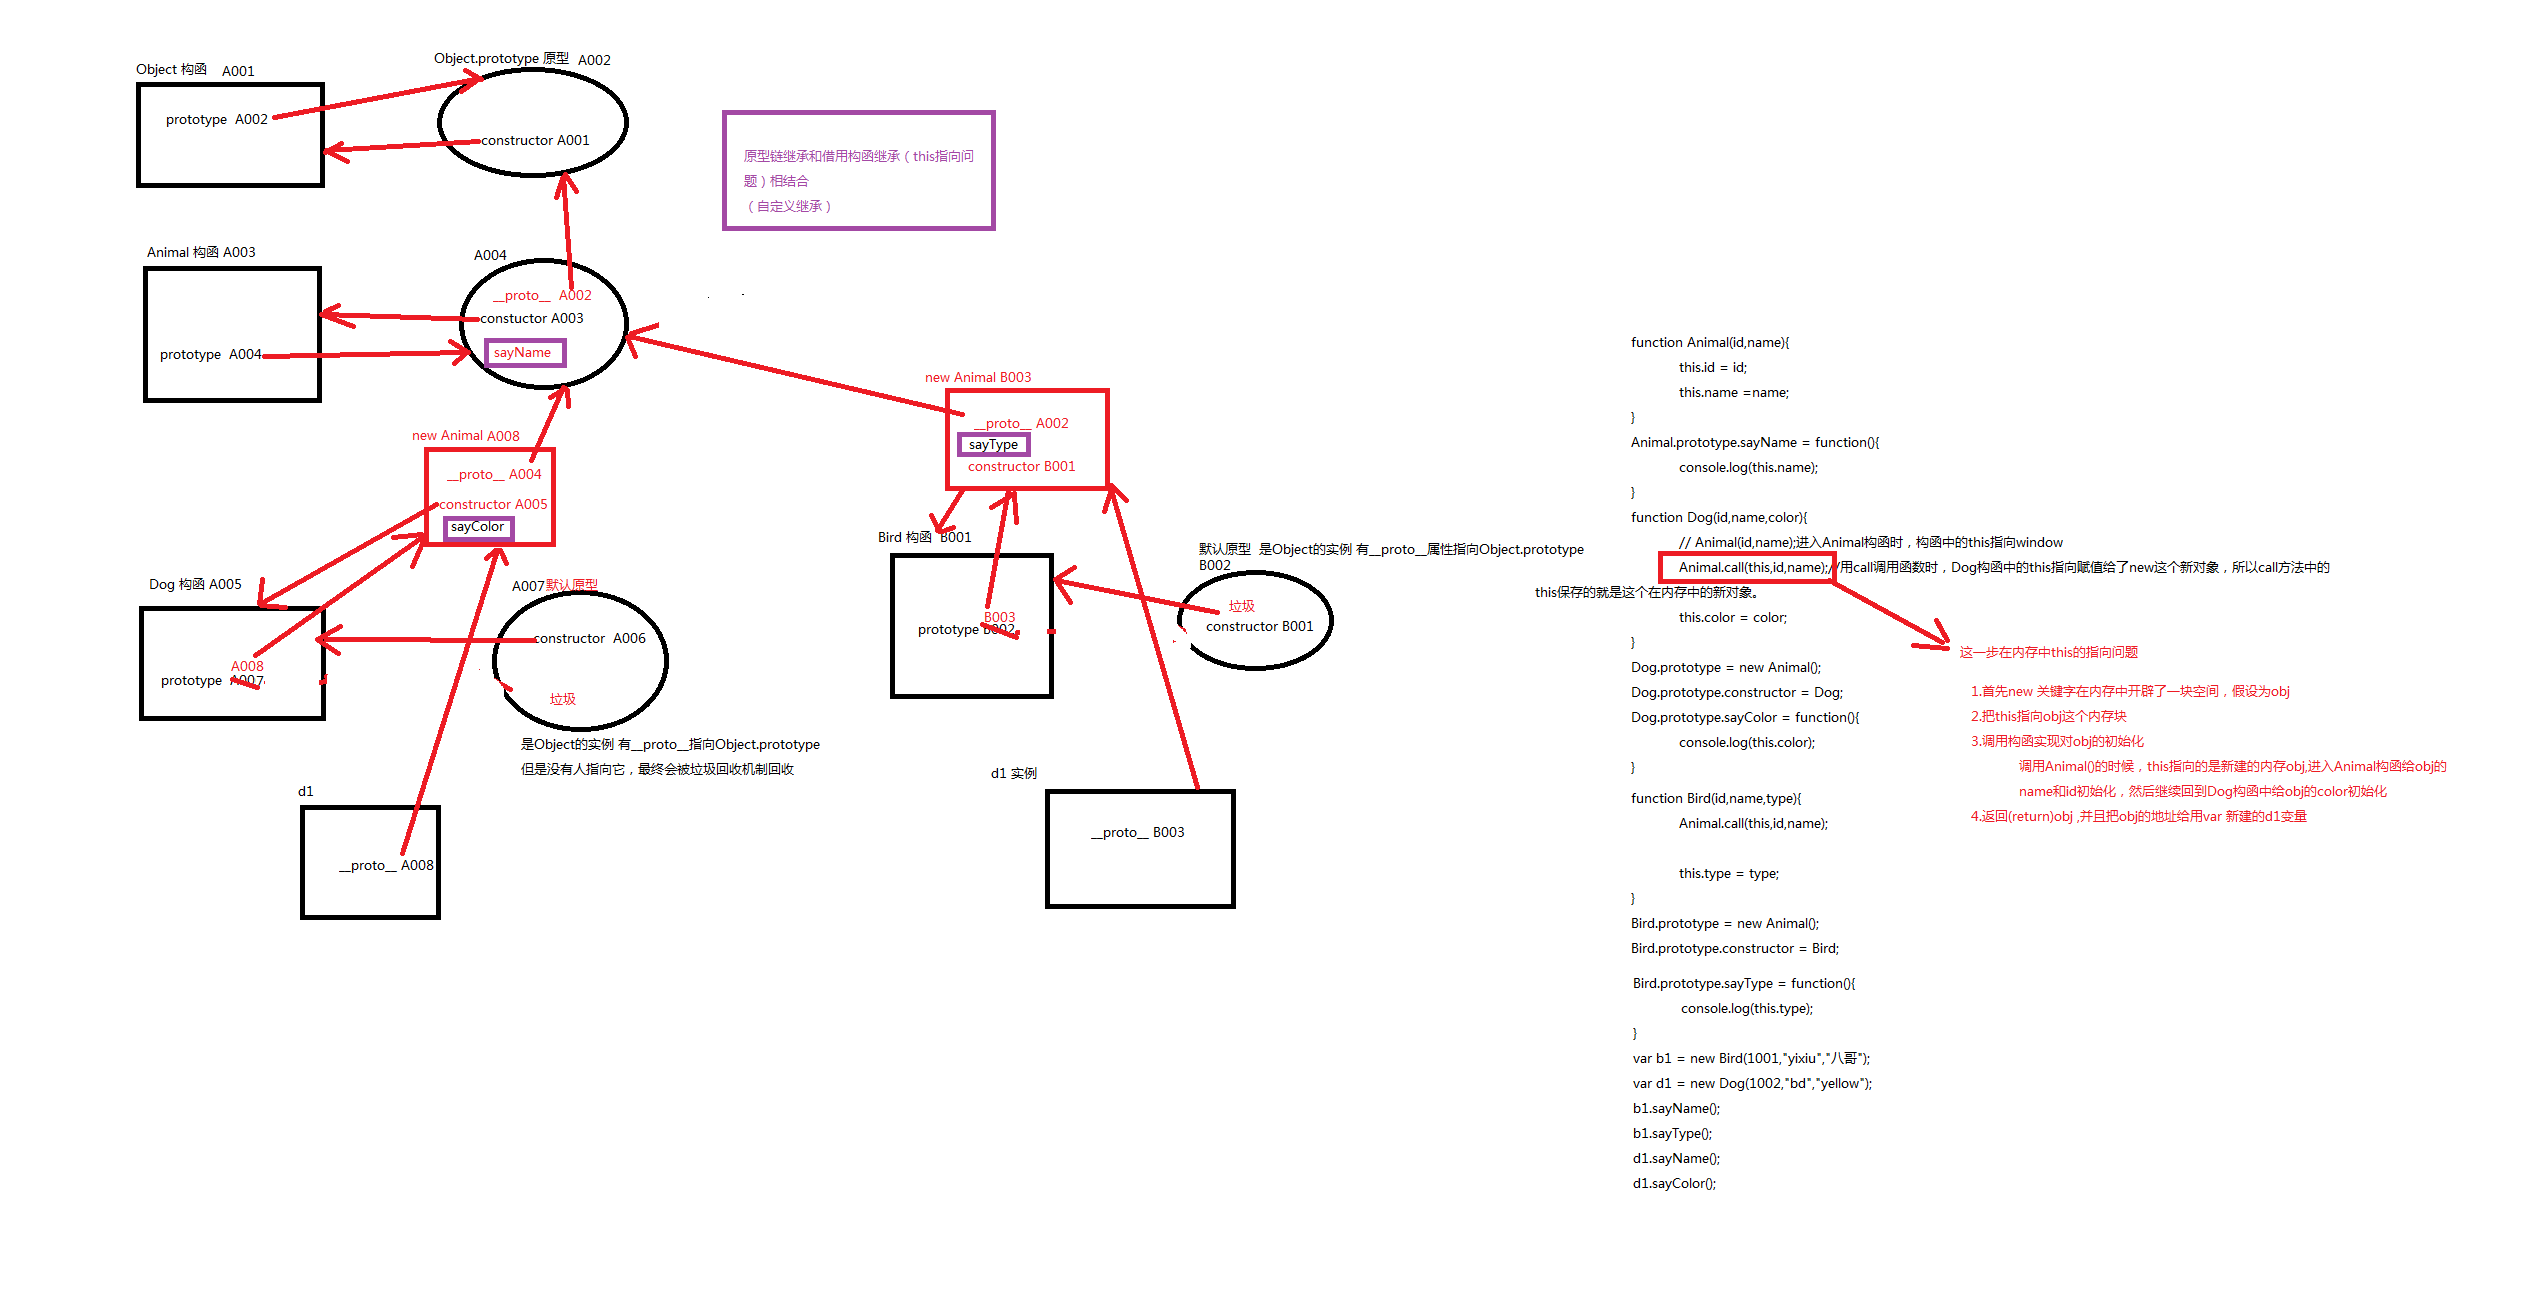 Object 构函 A001
prototype A002
Object.prototype 原型 A002
constructor A001
原型链继承和借用构函继承（this指向问
题）相结合
（自定义继承）
Animal 构函 A003
prototype A004
A004
__proto__ A002
constuctor A003
sayName
new Animal A008
__proto__ A004
constructor A005
sayColor
Dog 构函 A005
A008
prototype A007
A007默认原型
constructor A006
垃圾
是Object的实例 有__proto__指向Object.prototype
但是没有人指向它，最终会被垃圾回收机制回收
d1
__proto__ A008
new Animal B003
__proto__ A002
sayType
constructor B001
Bird 构函 B001
B003
prototype B002
默认原型 是Object的实例 有__proto__属性指向Object.prototype
B002
垃圾
constructor B001
d1 实例
__proto__ B003
function Animal(id,name){
this.id = id;
this.name =name;
}
Animal.prototype.sayName = function(){
console.log(this.name);
}
function Dog(id,name,color){
// Animal(id,name);进入Animal构函时，构函中的this指向window
Animal.call(this,id,name);//用call调用函数时，Dog构函中的this指向赋值给了new这个新对象，所以call方法中的
this保存的就是这个在内存中的新对象。
this.color = color;
}
Dog.prototype = new Animal();
Dog.prototype.constructor = Dog;
Dog.prototype.sayColor = function(){
console.log(this.color);
}
function Bird(id,name,type){
Animal.call(this,id,name);
this.type = type;
}
Bird.prototype = new Animal();
Bird.prototype.constructor = Bird;
Bird.prototype.sayType = function(){
console.log(this.type);
}
var b1 = new Bird(1001,"yixiu","八哥");
var d1 = new Dog(1002,"bd","yellow");
b1.sayName();
b1.sayType();
d1.sayName();
d1.sayColor();
这一步在内存中this的指向问题
1.首先new 关键字在内存中开辟了一块空间，假设为obj
2.把this指向obj这个内存块
3.调用构函实现对obj的初始化
调用Animal()的时候，this指向的是新建的内存obj,进入Animal构函给obj的
name和id初始化，然后继续回到Dog构函中给obj的color初始化
4.返回(return)obj ,并且把obj的地址给用var 新建的d1变量